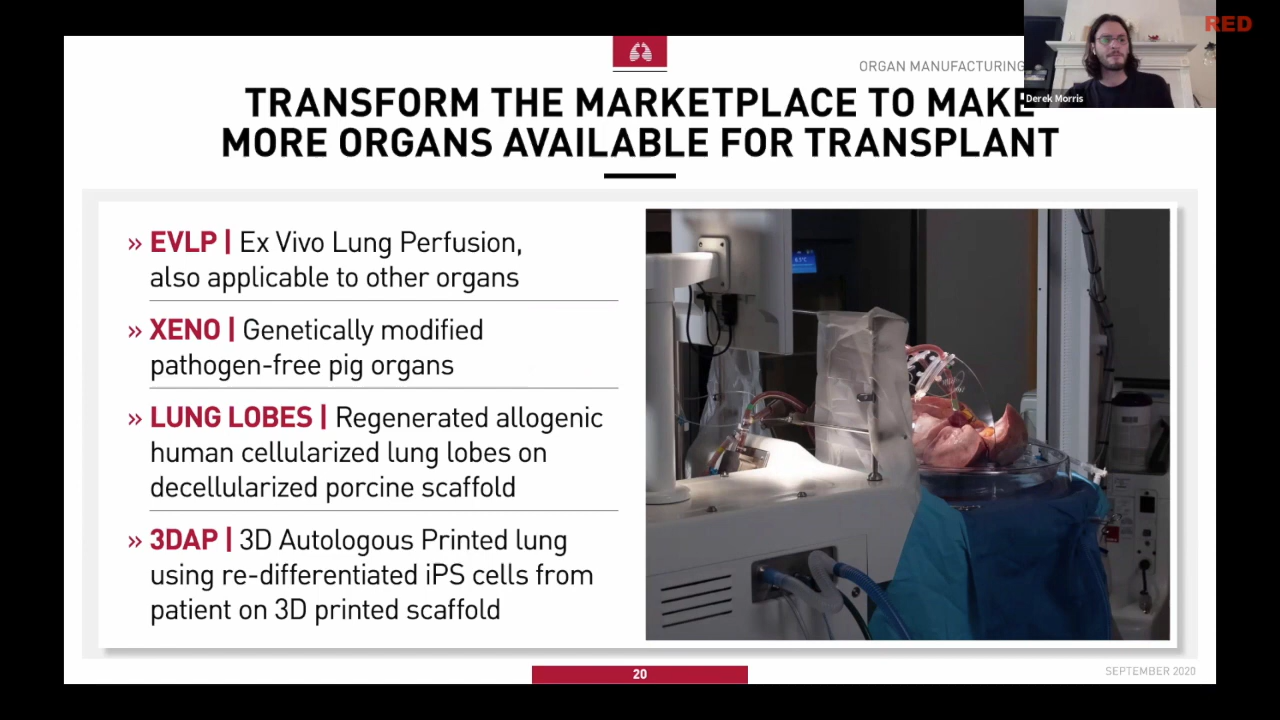 RED
ORGAN MANUFACTURING
Derek Morris
TRANSFORM THE MARKETPLACE TO MAKE
MORE ORGANS AVAILABLE FOR TRANSPLANT
» EVLP | Ex Vivo Lung Perfusion,
also applicable to other organs
» XENO | Genetically modified
pathogen-free pig organs
» LUNG LOBES | Regenerated allogenic
human cellularized lung lobes on
decellularized porcine scaffold
» 3DAP | 3D Autologous Printed lung
using re-differentiated iPS cells from
patient on 3D printed scaffold
20
SEPTEMBER 2020